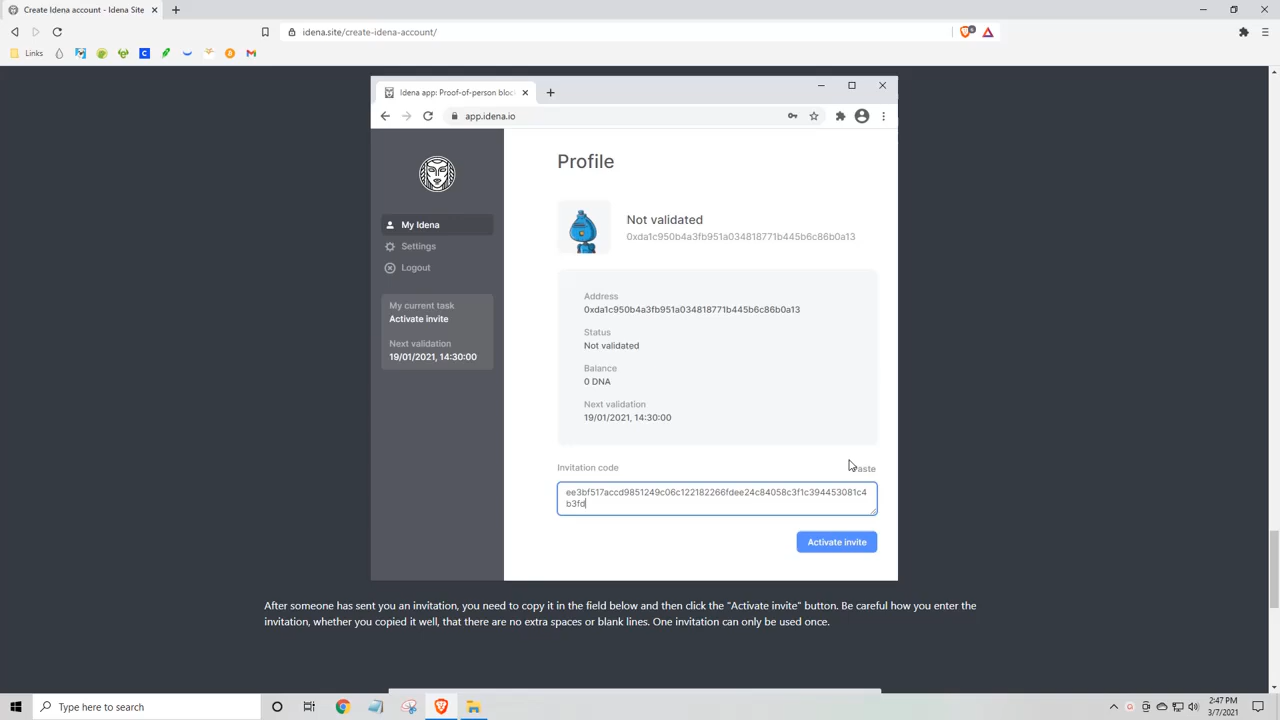 Create Idena account - Idena Site
idena.site/create-idena-account/
Links
Idena app: Proof-of-person bloc
app.idena.io
Profile
My Idena
Settings
Logout
My current task
Activate invite
Next validation
19/01/2021, 14:30:00
Not validated
0xda1c950b4a3fb951a034818771b445b6c86b0a13
Address
0xda1c950b4a3fb951a034818771b445b6c86b0a13
Status
Not validated
Balance
0 DNA
Next validation
19/01/2021, 14:30:00
Invitation code
aste
ee3bf517accd9851249c06c122182266fdee24c84058c3f1c394453081c4
b3fd
Activate invite
After someone has sent you an invitation, you need to copy it in the field below and then click the "Activate invite" button. Be careful how you enter the
invitation, whether you copied it well, that there are no extra spaces or blank lines. One invitation can only be used once.
Type here to search
2:47 PM
3/7/2021